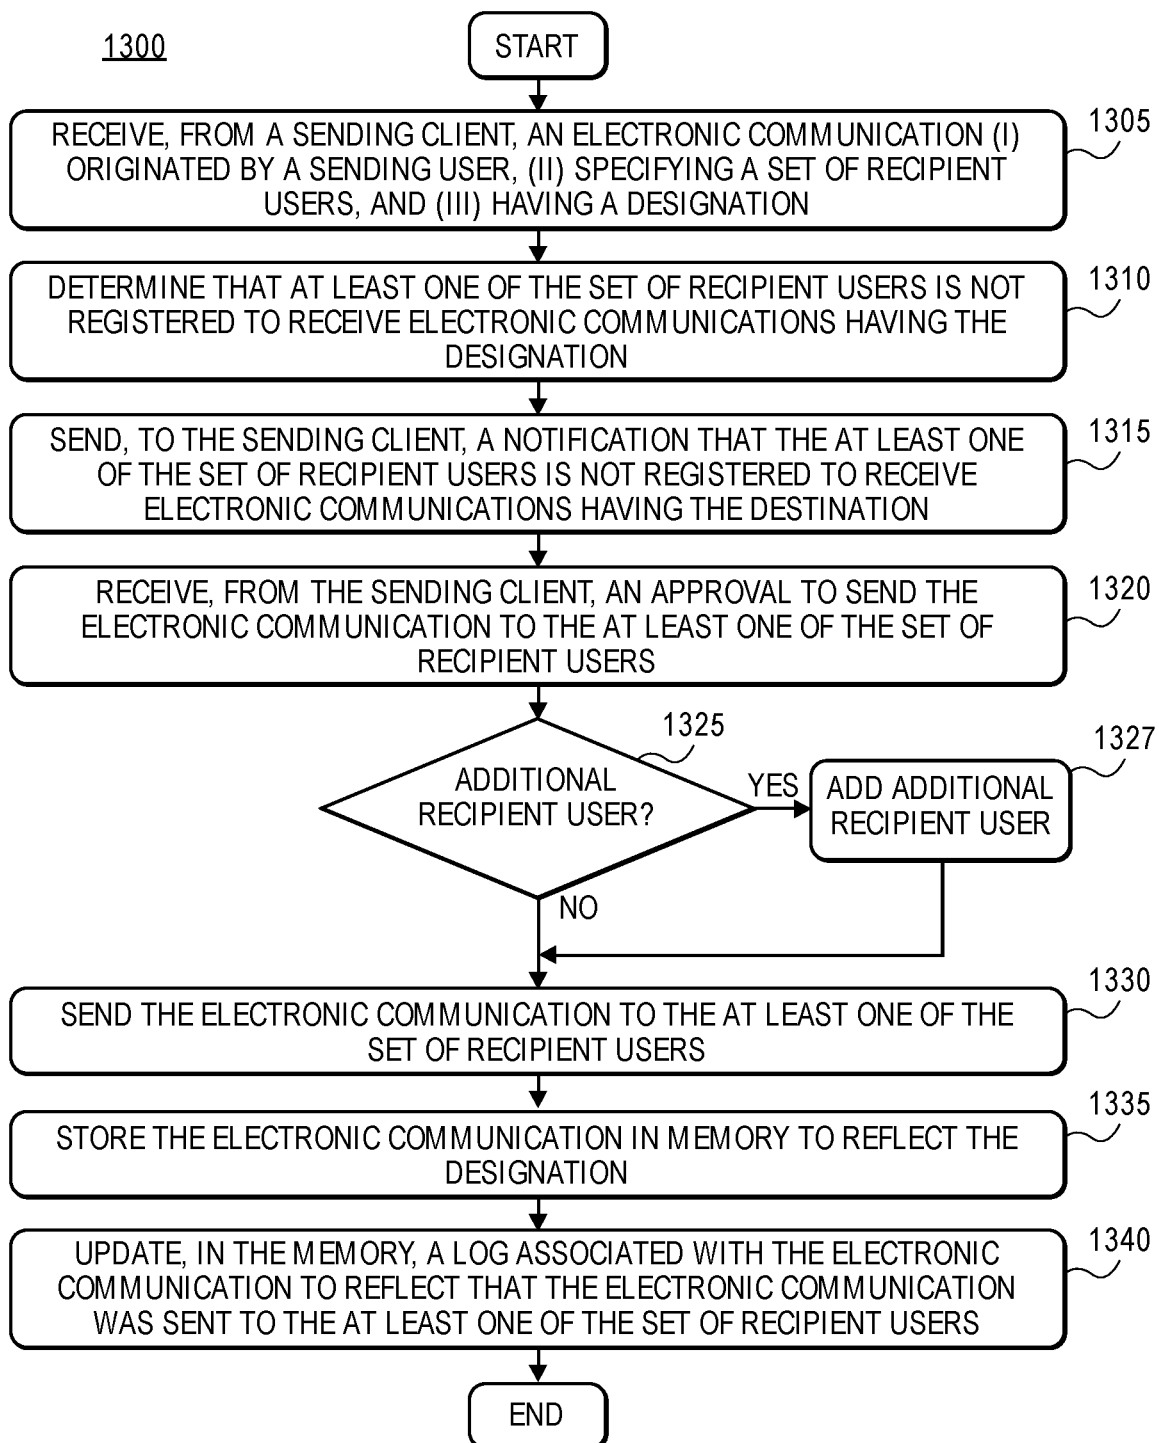 1300
START
RECEIVE, FROM A SENDING CLIENT, AN ELECTRONIC COMMUNICATION (I)
ORIGINATED BY A SENDING USER, (II) SPECIFYING A SET OF RECIPIENT
USERS, AND (III) HAVING A DESIGNATION
1305
DETERMINE THAT AT LEAST ONE OF THE SET OF RECIPIENT USERS IS NOT
REGISTERED TO RECEIVE ELECTRONIC COMMUNICATIONS HAVING THE
DESIGNATION
1310
SEND, TO THE SENDING CLIENT, A NOTIFICATION THAT THE AT LEAST ONE
OF THE SET OF RECIPIENT USERS IS NOT REGISTERED TO RECEIVE
ELECTRONIC COMMUNICATIONS HAVING THE DESTINATION
1315
RECEIVE, FROM THE SENDING CLIENT, AN APPROVAL TO SEND THE
ELECTRONIC COMMUNICATION TO THE AT LEAST ONE OF THE SET OF
RECIPIENT USERS
1320
ADDITIONAL
RECIPIENT USER?
1325
YES
ADD ADDITIONAL
RECIPIENT USER
1327
NO
SEND THE ELECTRONIC COMMUNICATION TO THE AT LEAST ONE OF THE
SET OF RECIPIENT USERS
1330
STORE THE ELECTRONIC COMMUNICATION IN MEMORY TO REFLECT THE
DESIGNATION
1335
UPDATE, IN THE MEMORY, A LOG ASSOCIATED WITH THE ELECTRONIC
COMMUNICATION TO REFLECT THAT THE ELECTRONIC COMMUNICATION
WAS SENT TO THE AT LEAST ONE OF THE SET OF RECIPIENT USERS
1340
END